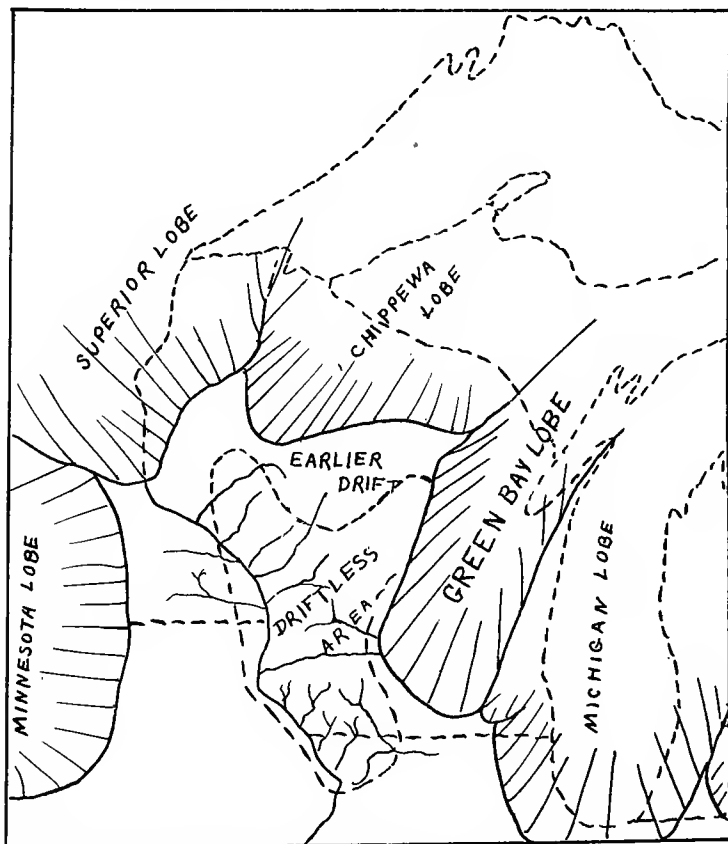 SUPERIOR LOBE
CHIPPEWA
LOBE
EARLIER
DRIFT
GREEN BAY LOBE
DRIFTLESS
AREA
MINNESOTA LOBE
MICHIGAN LOBE